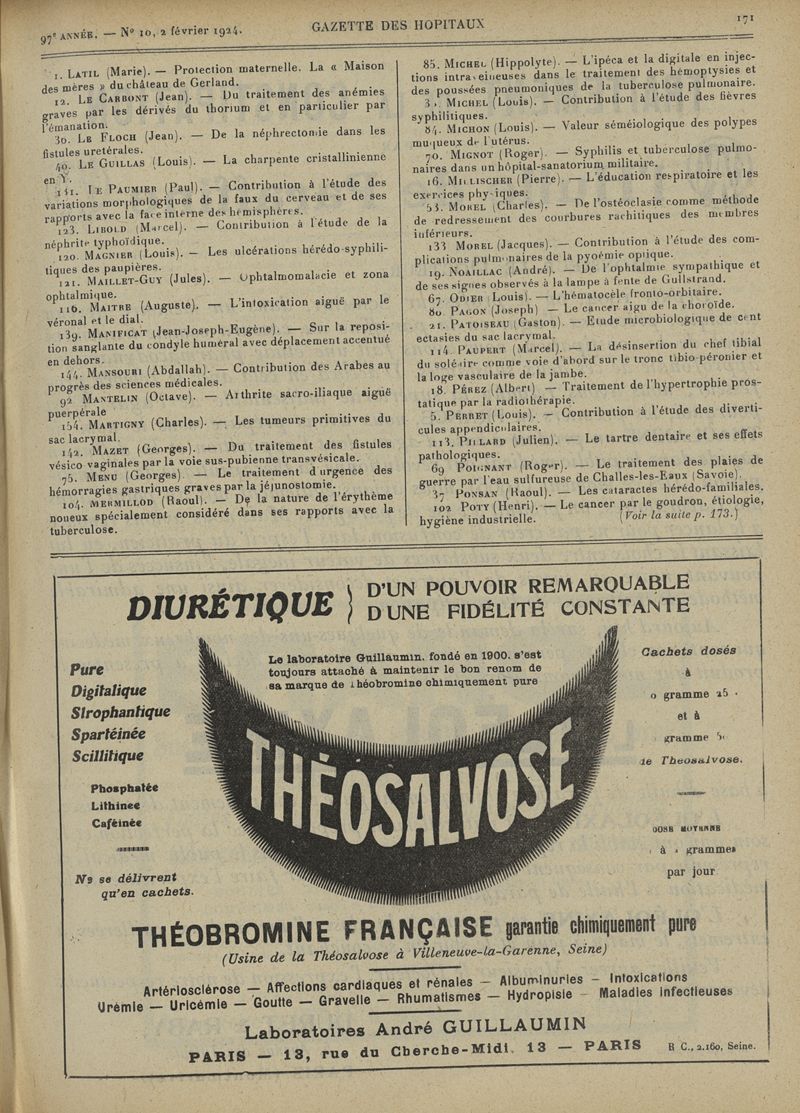 97e ANNÉE. — No 10, 2 février 1924.
GAZETTE DES HOPITAUX
171
1. LATIL (Marie). — Protection maternelle. La « Maison
des mères » du château de Gerland.
12. LE CARBONT (Jean). — Du traitement des anémies
graves par les dérivés du thorium et en particulier par
l'émanation.
30. LE FLOCH (Jean). — De la néphrectomie dans les
fistules uretérales.
40. LE GUILLAS (Louis). — La charpente cristallinienne
en Y.
151. LE PAUMIER (Paul). — Contribution à l'étude des
variations morphologiques de la faux du cerveau et de ses
rapports avec la face interne des hémisphères.
123. LIBOLD (Marcel). — Contribution à l'étude de la
néphrite typhoïdique.
120. MAGNIER (Louis). — Les ulcérations hérédo-syphili-
tiques des paupières.
121. MAILLET-GUY (Jules). — Ophtalmomalacie et zona
ophtalmique.
110. MAITRE (Auguste). — L'intoxication aiguë par le
véronal et le dial.
139. MANIFICAT (Jean-Joseph-Eugène). — Sur la reposi-
tion sanglante du condyle huméral avec déplacement accentué
en dehors.
144. MANSOURI (Abdallah). — Contribution des Arabes au
progrès des sciences médicales.
92 MANTELIN (Octave). — Arthrite sacro-iliaque aiguë
puerpérale
154. MARTIGNY (Charles). — Les tumeurs primitives du
sac lacrymal.
142. MAZET (Georges). — Du traitement des fistules
vésico vaginales par la voie sus-pubienne transvésicale.
75. MENU (Georges). — Le traitement d urgence des
hémorragies gastriques graves par la jéjunostomie.
104. MERMILLOD (Raoul). — De la nature de l'érythème
noueux spécialement considéré dans ses rapports avec la
tuberculose.
85. MICHEL (Hippolyte). — L'ipéca et la digitale en injec-
tions intraveineuses dans le traitement des hémoptysies et
des poussées pneumoniques de la tuberculose pulmonaire.
MICHEL (Louis). — Contribution à l'étude des fièvres
syphilitiques.
84. MICHON (Louis). — Valeur séméiologique des polypes
muqueux de l'utérus.
70. MIGNOT (Roger). — Syphilis et tuberculose pulmo-
naires dans un hôpital-sanatorium militaire.
16. MILLISCHER (Pierre). — L'éducation respiratoire et les
exercices physiques.
53. MOREL (Charles). — De l'ostéoclasie comme méthode
de redressement des courbures rachitiques des membres
inférieurs.
133 MOREL (Jacques). — Contribution à l'étude des com-
plications pulmonaires de la pyoémie optique.
19. NOAILLAC (André). — De l'ophtalmie sympathique et
de ses signes observés à la lampe à fente de Gullstrand.
67. ODIER (Louis). — L'hématocèle fronto-orbitaire.
80. PAGON (Joseph) — Le cancer aigu de la choroïde.
21. PATOISEAU (Gaston). — Etude microbiologique de cent
ectasies du sac lacrymal.
114. PAUPERT (Marcel). — La désinsertion du chef tibial
du soléaire comme voie d'abord sur le tronc tibio péronier et
la loge vasculaire de la jambe.
18. PÉREZ (Albert) — Traitement de l'hypertrophie pros-
tatique par la radiothérapie.
5. PERRET (Louis). — Contribution à l'étude des diverti-
cules appendiculaires.
113. PILLARD (Julien). — Le tartre dentaire et ses effets
pathologiques.
69 POIGNANT (Roger). — Le traitement des plaies de
guerre par l'eau sulfureuse de Challes-les-Eaux (Savoie).
37 PONSAN (Raoul). — Les cataractes hérédo-familiales.
102 POTY (Henri). — Le cancer par le goudron, étiologie,
hygiène industrielle.
(Voir la suite p. 173.)
DIURÉTIQUE
D'UN POUVOIR REMARQUABLE
D'UNE FIDÉLITÉ CONSTANTE
Le laboratoire Guillaumin, fondé en 1900, s'est
toujours attaché à maintenir le bon renom de
sa marque de Théobromine chimiquement pure
Pure
Digitalique
Strophantique
Spartéinée
Scillitique
Phosphatée
Lithinée
Caféinée
Ne se délivrent
qu'en cachets.
THÉOSALVOSE
Cachets dosés
à
0 gramme 25
et à
gramme
de Théosalvose.
DOSE MOYENNE
à grammes
par jour
THÉOBROMINE FRANÇAISE garantie chimiquement pure
(Usine de la Théosalvose à Villeneuve-la-Garenne, Seine)
Artériosclérose — Affections cardiaques et rénales — Albuminuries — Intoxications
Urémie — Uricémie — Goutte — Gravelle — Rhumatismes — Hydropisie — Maladies infectieuses
Laboratoires André GUILLAUMIN
PARIS — 13, rue du Cherche-Midi, 13 — PARIS
R C., 2.160, Seine.